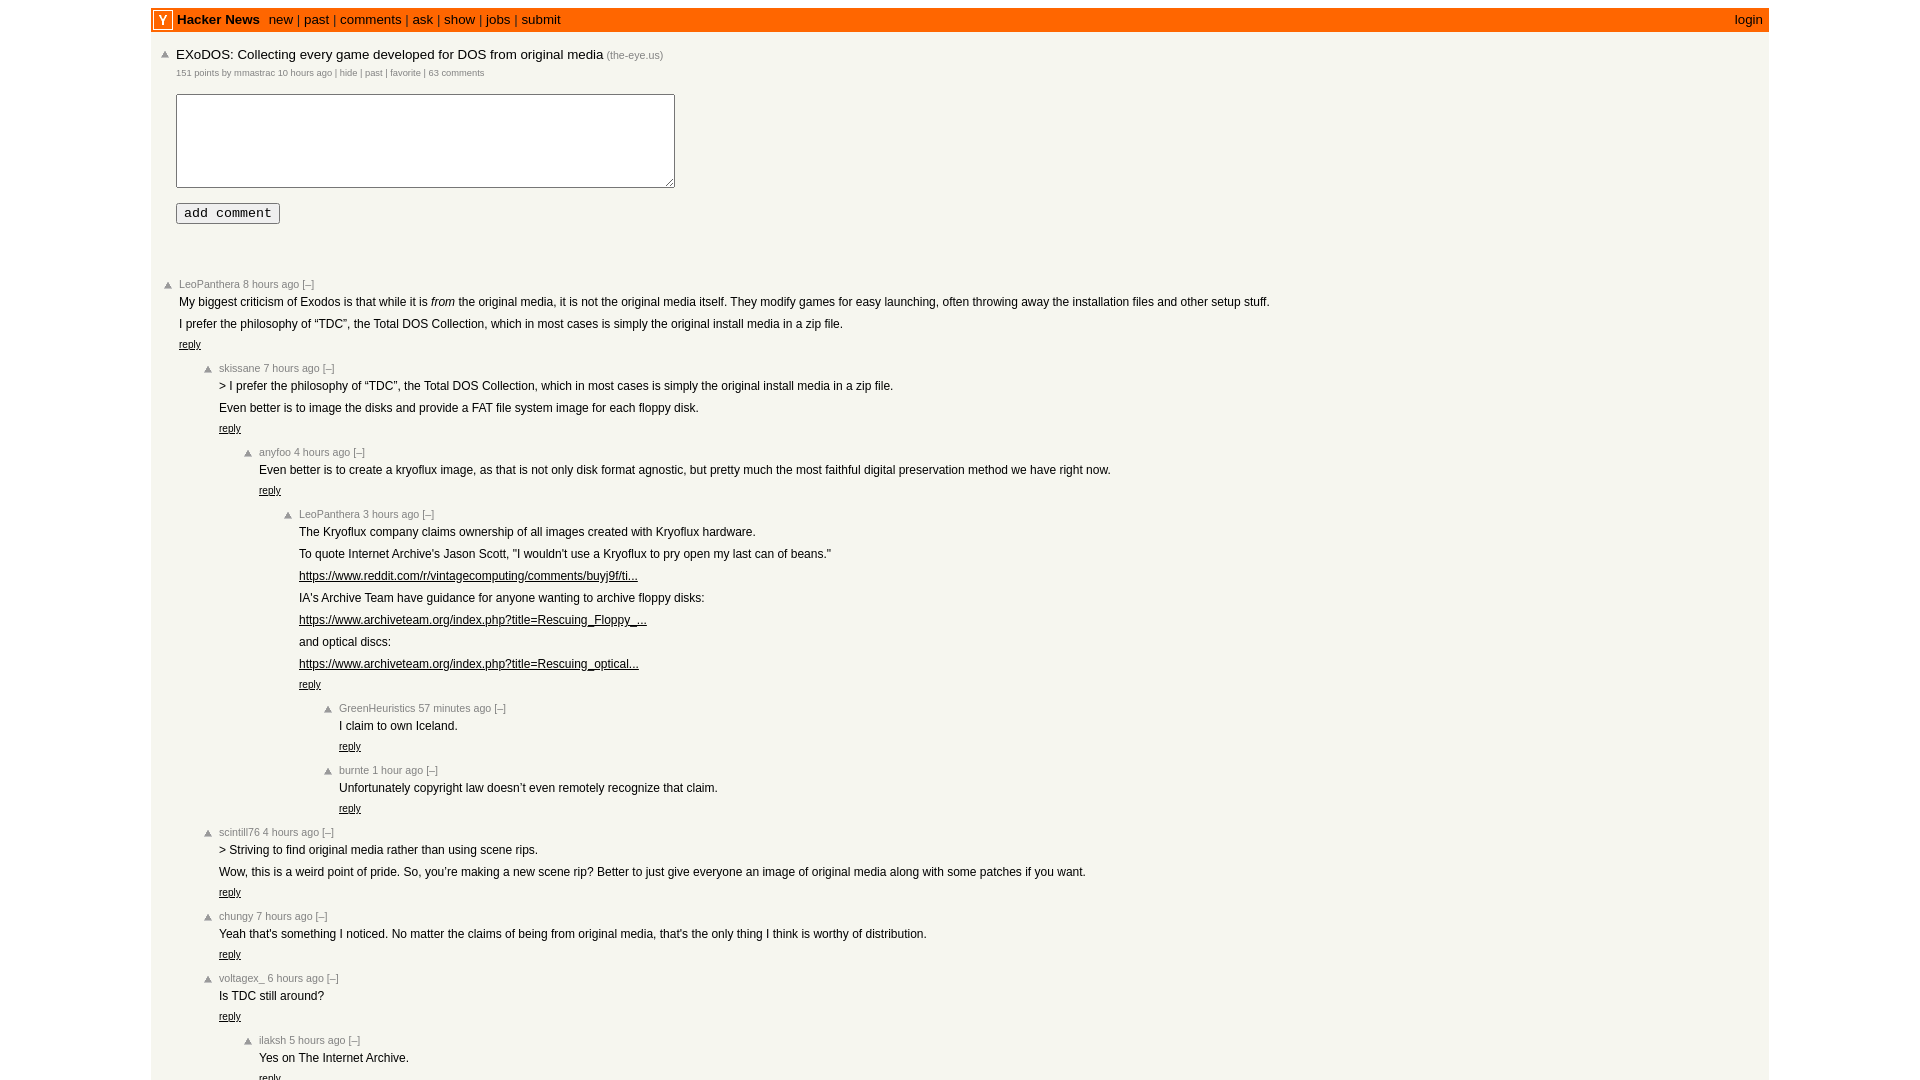 Y Hacker News new | past | comments | ask | show | jobs | submit login
EXoDOS: Collecting every game developed for DOS from original media (the-eye.us)
151 points by mmastrac 10 hours ago | hide | past | favorite | 63 comments
add comment
LeoPanthera 8 hours ago [–]
My biggest criticism of Exodos is that while it is from the original media, it is not the original media itself. They modify games for easy launching, often throwing away the installation files and other setup stuff.
I prefer the philosophy of “TDC”, the Total DOS Collection, which in most cases is simply the original install media in a zip file.
reply
skissane 7 hours ago [–]
> I prefer the philosophy of “TDC”, the Total DOS Collection, which in most cases is simply the original install media in a zip file.
Even better is to image the disks and provide a FAT file system image for each floppy disk.
reply
anyfoo 4 hours ago [–]
Even better is to create a kryoflux image, as that is not only disk format agnostic, but pretty much the most faithful digital preservation method we have right now.
reply
LeoPanthera 3 hours ago [–]
The Kryoflux company claims ownership of all images created with Kryoflux hardware.
To quote Internet Archive's Jason Scott, "I wouldn't use a Kryoflux to pry open my last can of beans."
https://www.reddit.com/r/vintagecomputing/comments/buyj9f/ti...
IA's Archive Team have guidance for anyone wanting to archive floppy disks:
https://www.archiveteam.org/index.php?title=Rescuing_Floppy_...
and optical discs:
https://www.archiveteam.org/index.php?title=Rescuing_optical...
reply
GreenHeuristics 57 minutes ago [–]
I claim to own Iceland.
reply
burnte 1 hour ago [–]
Unfortunately copyright law doesn’t even remotely recognize that claim.
reply
scintill76 4 hours ago [–]
> Striving to find original media rather than using scene rips.
Wow, this is a weird point of pride. So, you’re making a new scene rip? Better to just give everyone an image of original media along with some patches if you want.
reply
chungy 7 hours ago [–]
Yeah that's something I noticed. No matter the claims of being from original media, that's the only thing I think is worthy of distribution.
reply
voltagex_ 6 hours ago [–]
Is TDC still around?
reply
ilaksh 5 hours ago [–]
Yes on The Internet Archive.
reply